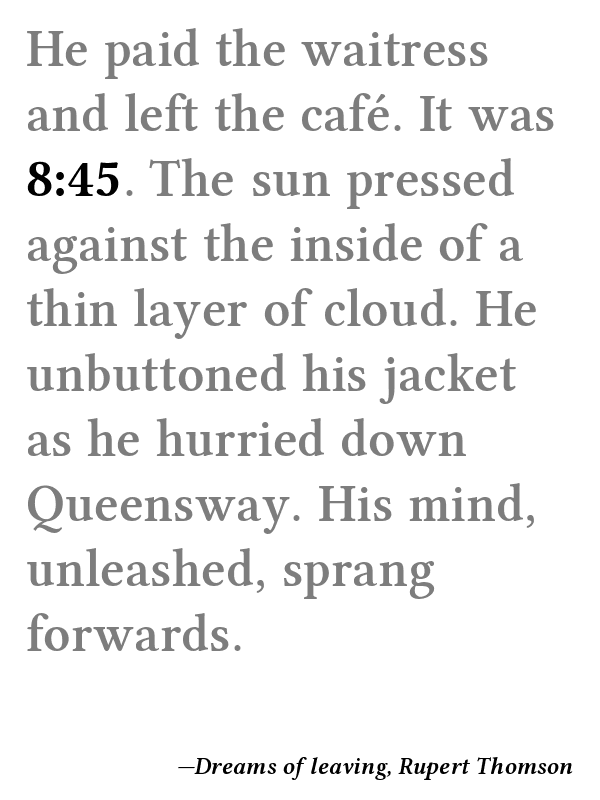 He paid the waitress
and left the café. It was
8:45. The sun pressed
against the inside of a
thin layer of cloud. He
unbuttoned his jacket
as he hurried down
Queensway. His mind,
unleashed, sprang
forwards.
—Dreams of leaving, Rupert Thomson